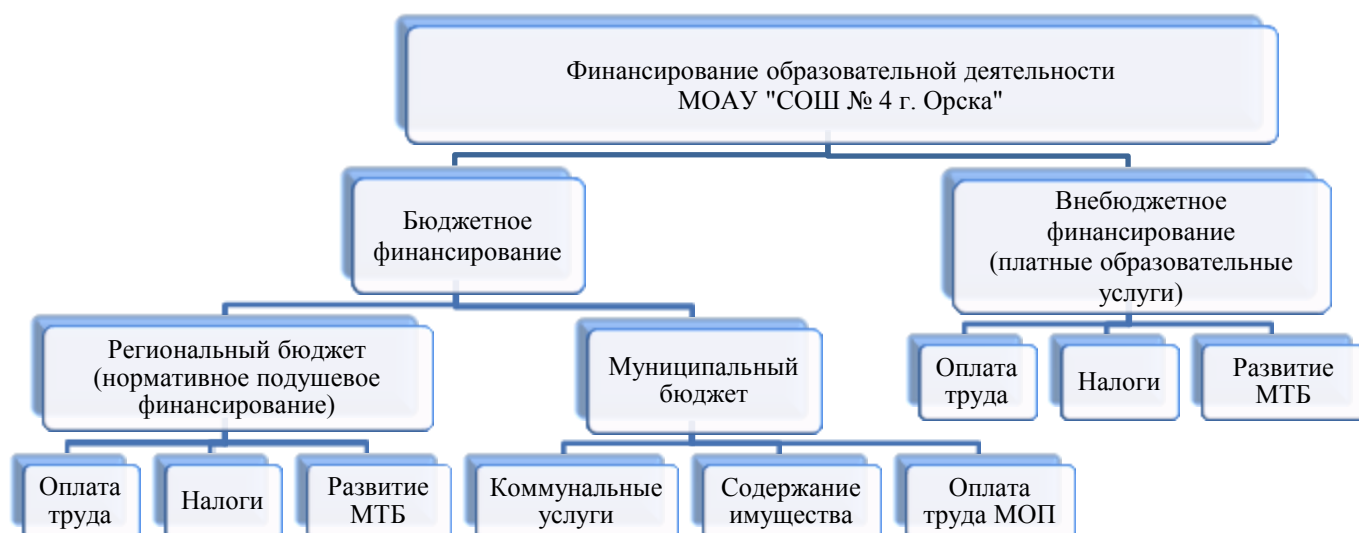 Финансирование образовательной деятельности
МОАУ "СОШ № 4 г. Орска"
Бюджетное
финансирование
Внебюджетное
финансирование
(платные образовательные
услуги)
Региональный бюджет
(нормативное подушевое
финансирование)
Муниципальный
бюджет
Оплата
труда
Налоги
Развитие
МТБ
Оплата
труда
Налоги
Развитие
МТБ
Коммунальные
услуги
Содержание
имущества
Оплата
труда МОП